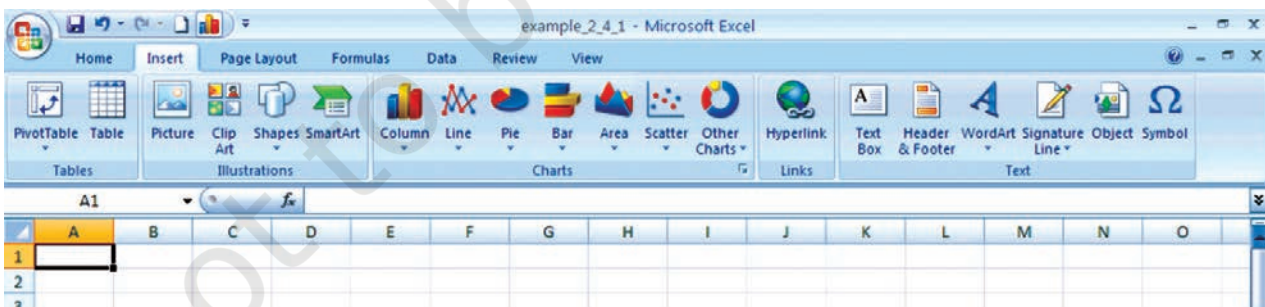 example_2_4_1 - Microsoft Excel
Home Insert Page Layout Formulas Data Review View
PivotTable Table Picture Clip Art Shapes SmartArt Column Line Pie Bar Area Scatter Other Charts Hyperlink Text Box Header & Footer WordArt Signature Line Object Symbol
Tables Illustrations Charts Links Text
A1 fx
A B C D E F G H I J K L M N O
1
2
3
not to b